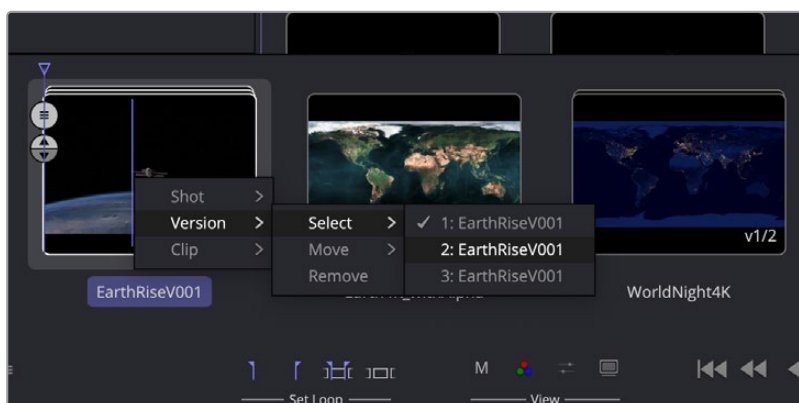 Shot >
Version > Select > ✓ 1: EarthRiseV001
Clip > Move > 2: EarthRiseV001
Remove 3: EarthRiseV001
v1/2
EarthRiseV001 WorldNight4K
M
Set Loop View